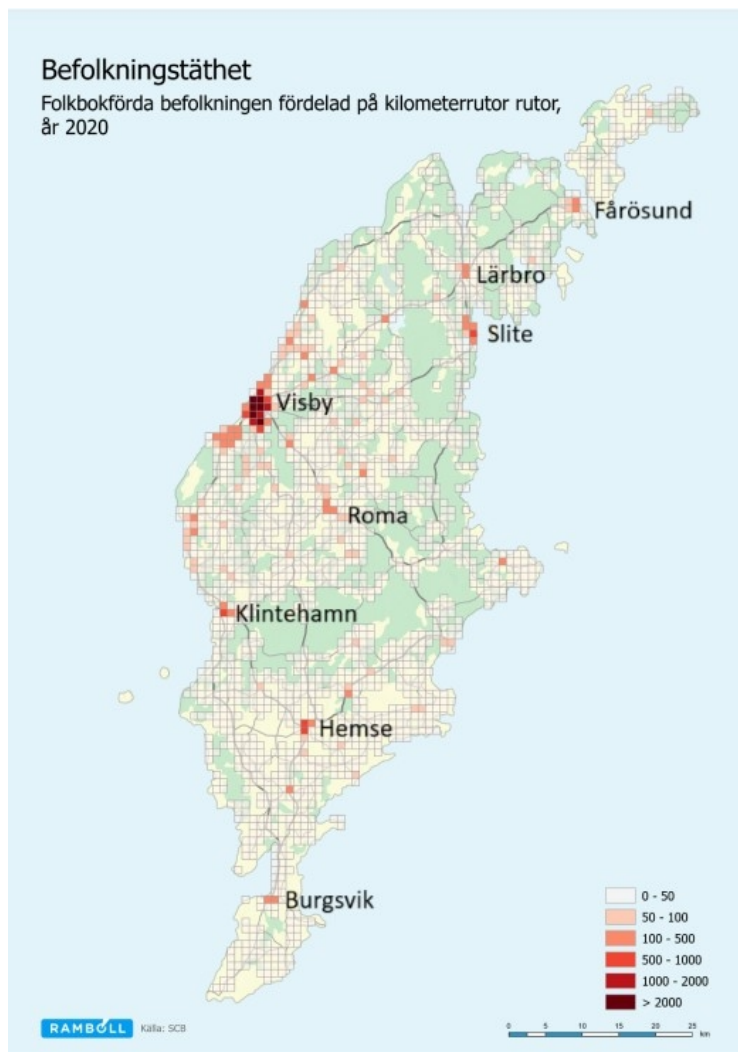 Befolkningstäthet
Folkbokförda befolkningen fördelad på kilometerrutor rutor,
år 2020
Fårösund
Lärbro
Slite
Visby
Roma
Klintehamn
Hemse
Burgsvik
0 - 50
50 - 100
100 - 500
500 - 1000
1000 - 2000
> 2000
RAMBOLL Källa: SCB
0 5 10 15 20 25
km